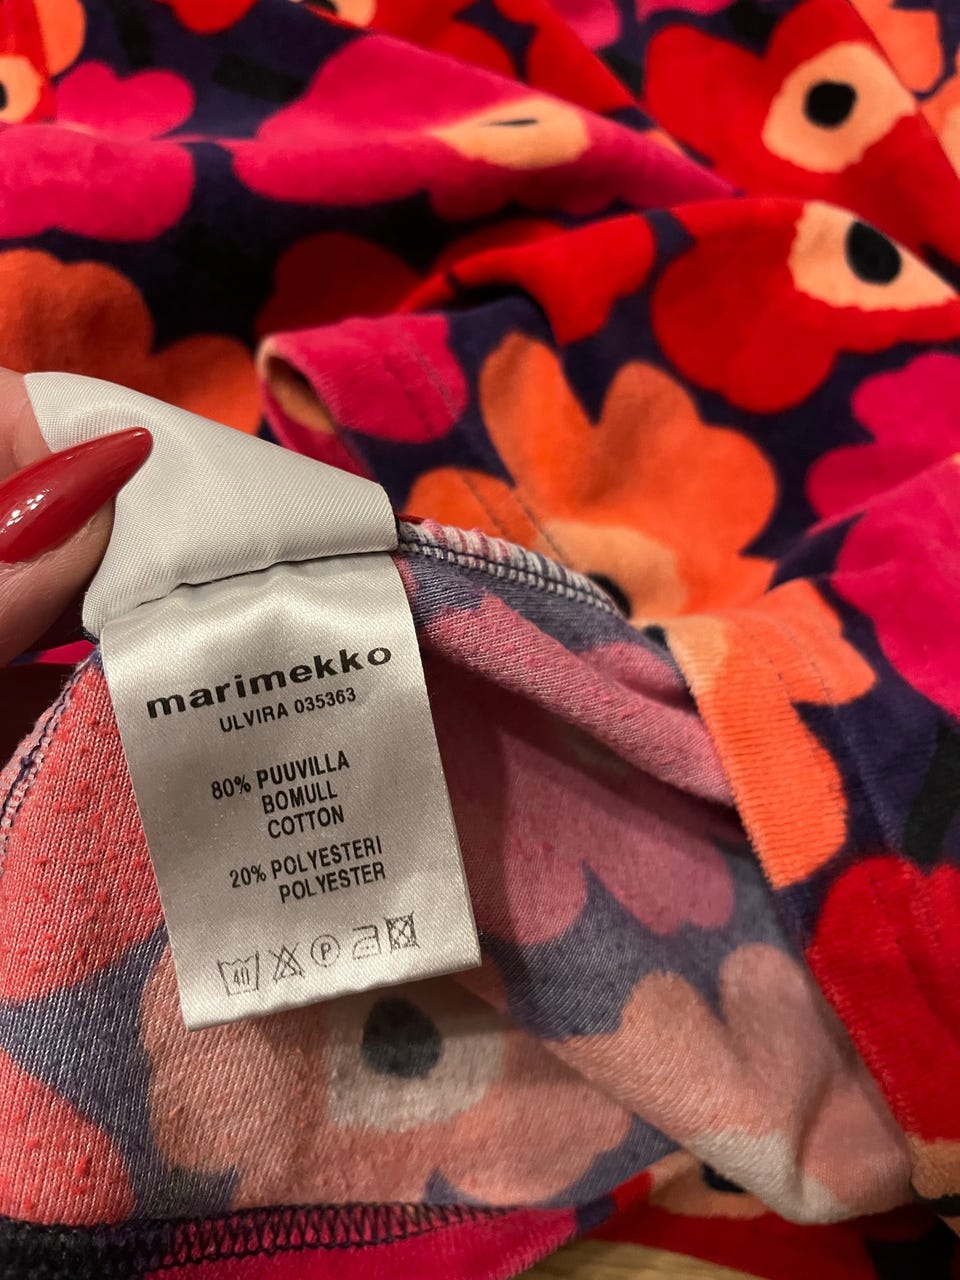 marimekko
ULVIRA 035363
80% PUUVILLA
BOMULL
COTTON
20% POLYESTERI
POLYESTER
40 P